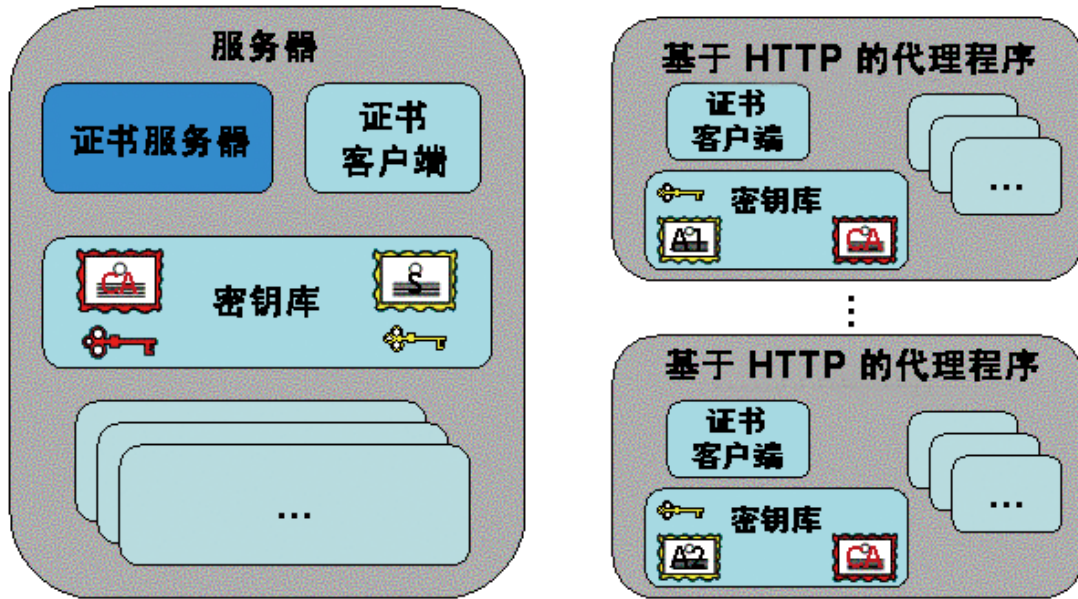 服务器
证书服务器
证书
客户端
CA
S
密钥库
...
基于 HTTP 的代理程序
证书
客户端
...
密钥库
A1
CA
⋮
基于 HTTP 的代理程序
证书
客户端
...
密钥库
A2
CA